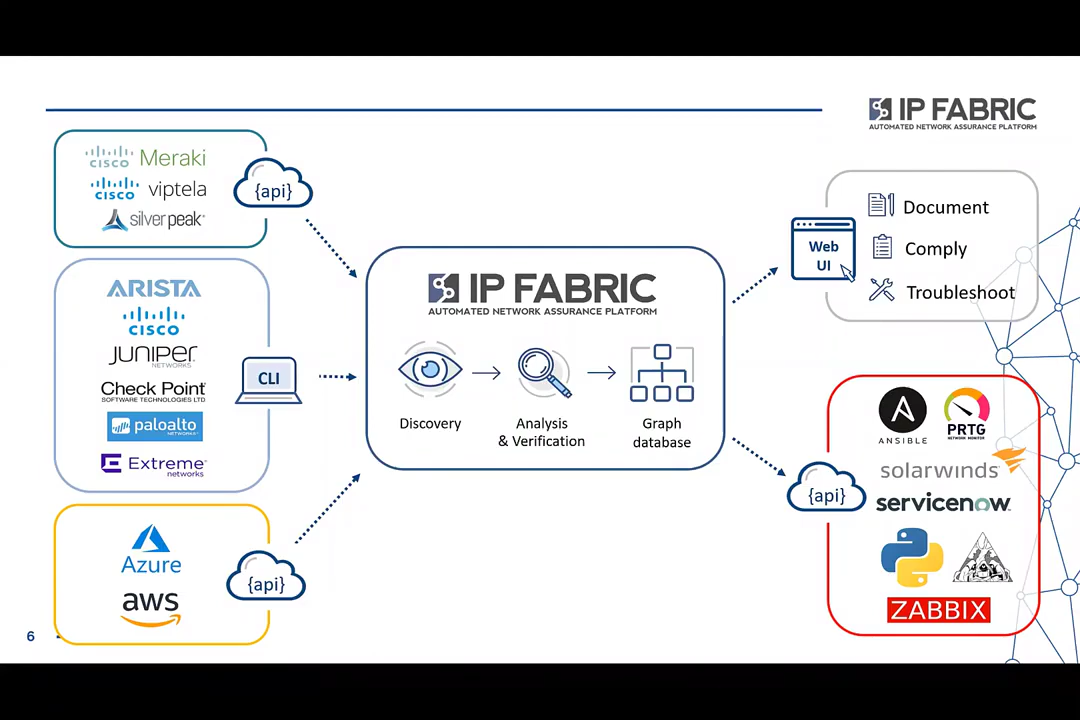 IP FABRIC
AUTOMATED NETWORK ASSURANCE PLATFORM
CISCO Meraki
CISCO viptela
silver peak
{api}
ARISTA
CISCO
JUNIPER
NETWORKS
Check Point
SOFTWARE TECHNOLOGIES LTD
paloalto
NETWORKS
Extreme
networks
CLI
Azure
aws
{api}
IP FABRIC
AUTOMATED NETWORK ASSURANCE PLATFORM
Discovery
Analysis
& Verification
Graph
database
Web
UI
Document
Comply
Troubleshoot
{api}
ANSIBLE
PRTG
NETWORK MONITOR
solarwinds
servicenow
ZABBIX
6